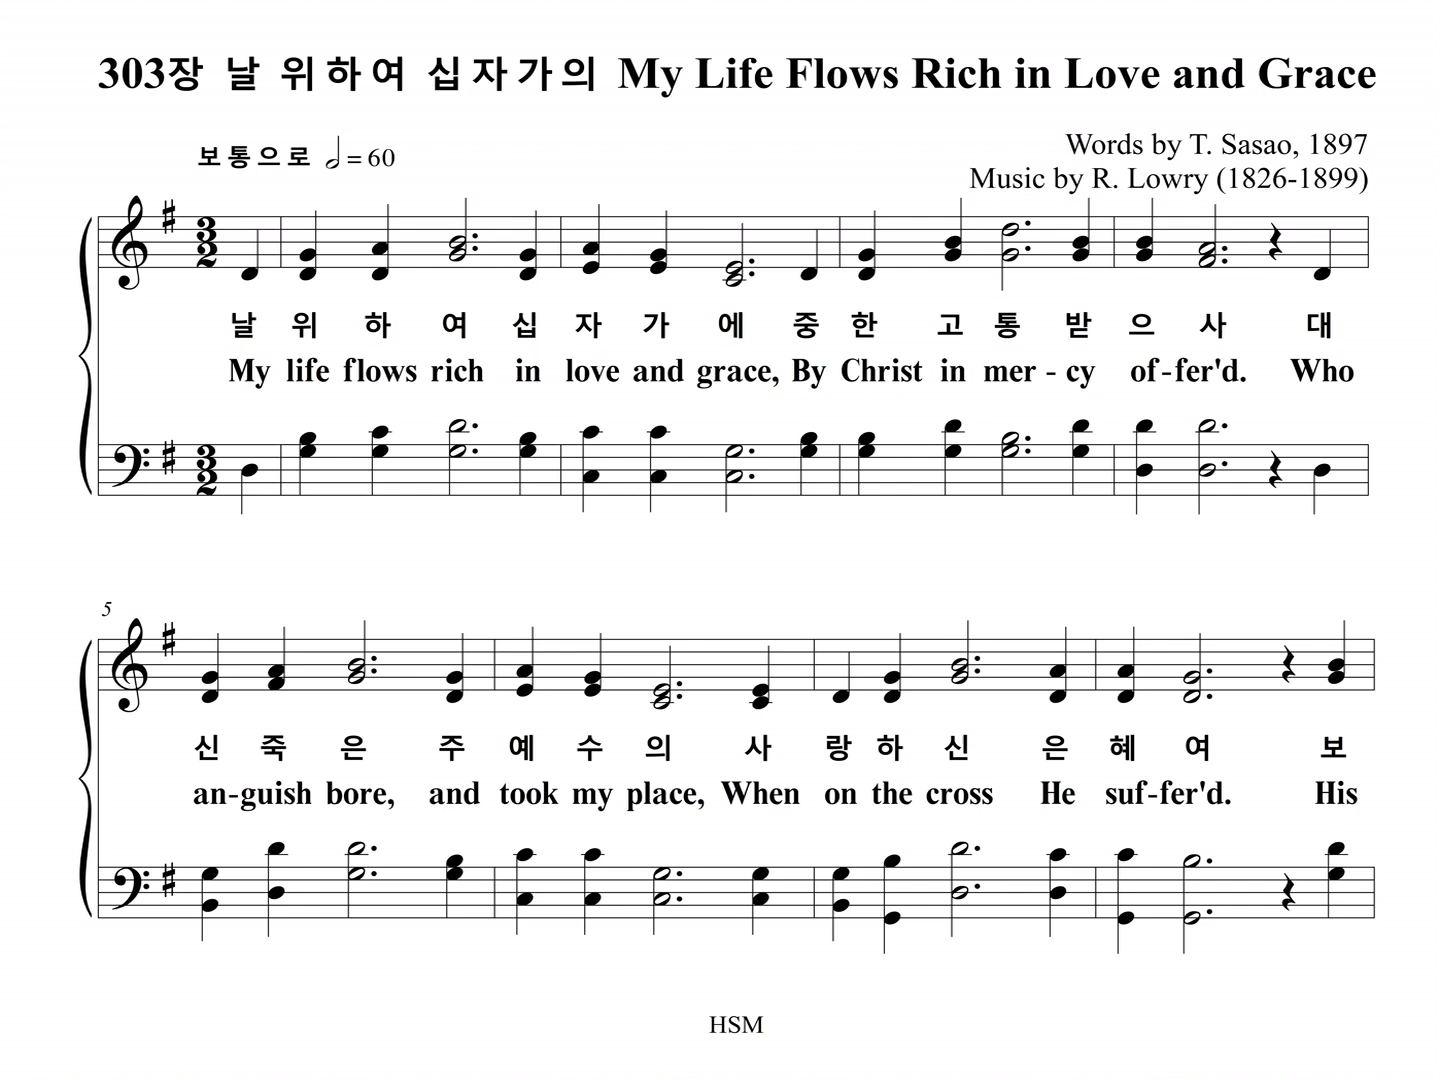 303장 날 위하여 십자가의 My Life Flows Rich in Love and Grace
보통으로 = 60
Words by T. Sasao, 1897
Music by R. Lowry (1826-1899)
3 2
날 위 하 여 십 자 가 에 중 한 고 통 받 으 사 대
My life flows rich in love and grace, By Christ in mer - cy of - fer'd. Who
3 2
5
신 죽 은 주 예 수 의 사 랑 하 신 은 혜 여 보
an - guish bore, and took my place, When on the cross He suf - fer'd. His
HSM